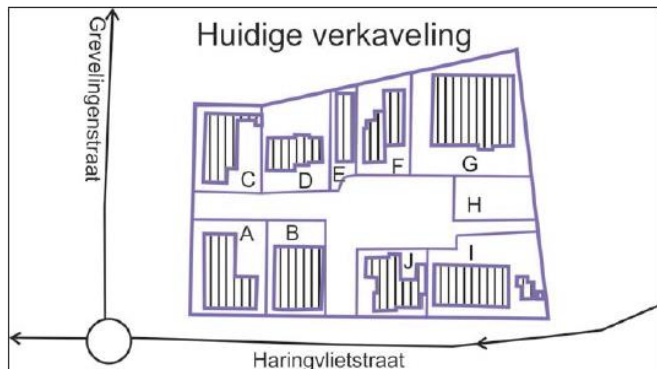 Huidige verkaveling
Grevelingenstraat
C
D
E
F
G
H
A
B
J
I
Haringvlietstraat